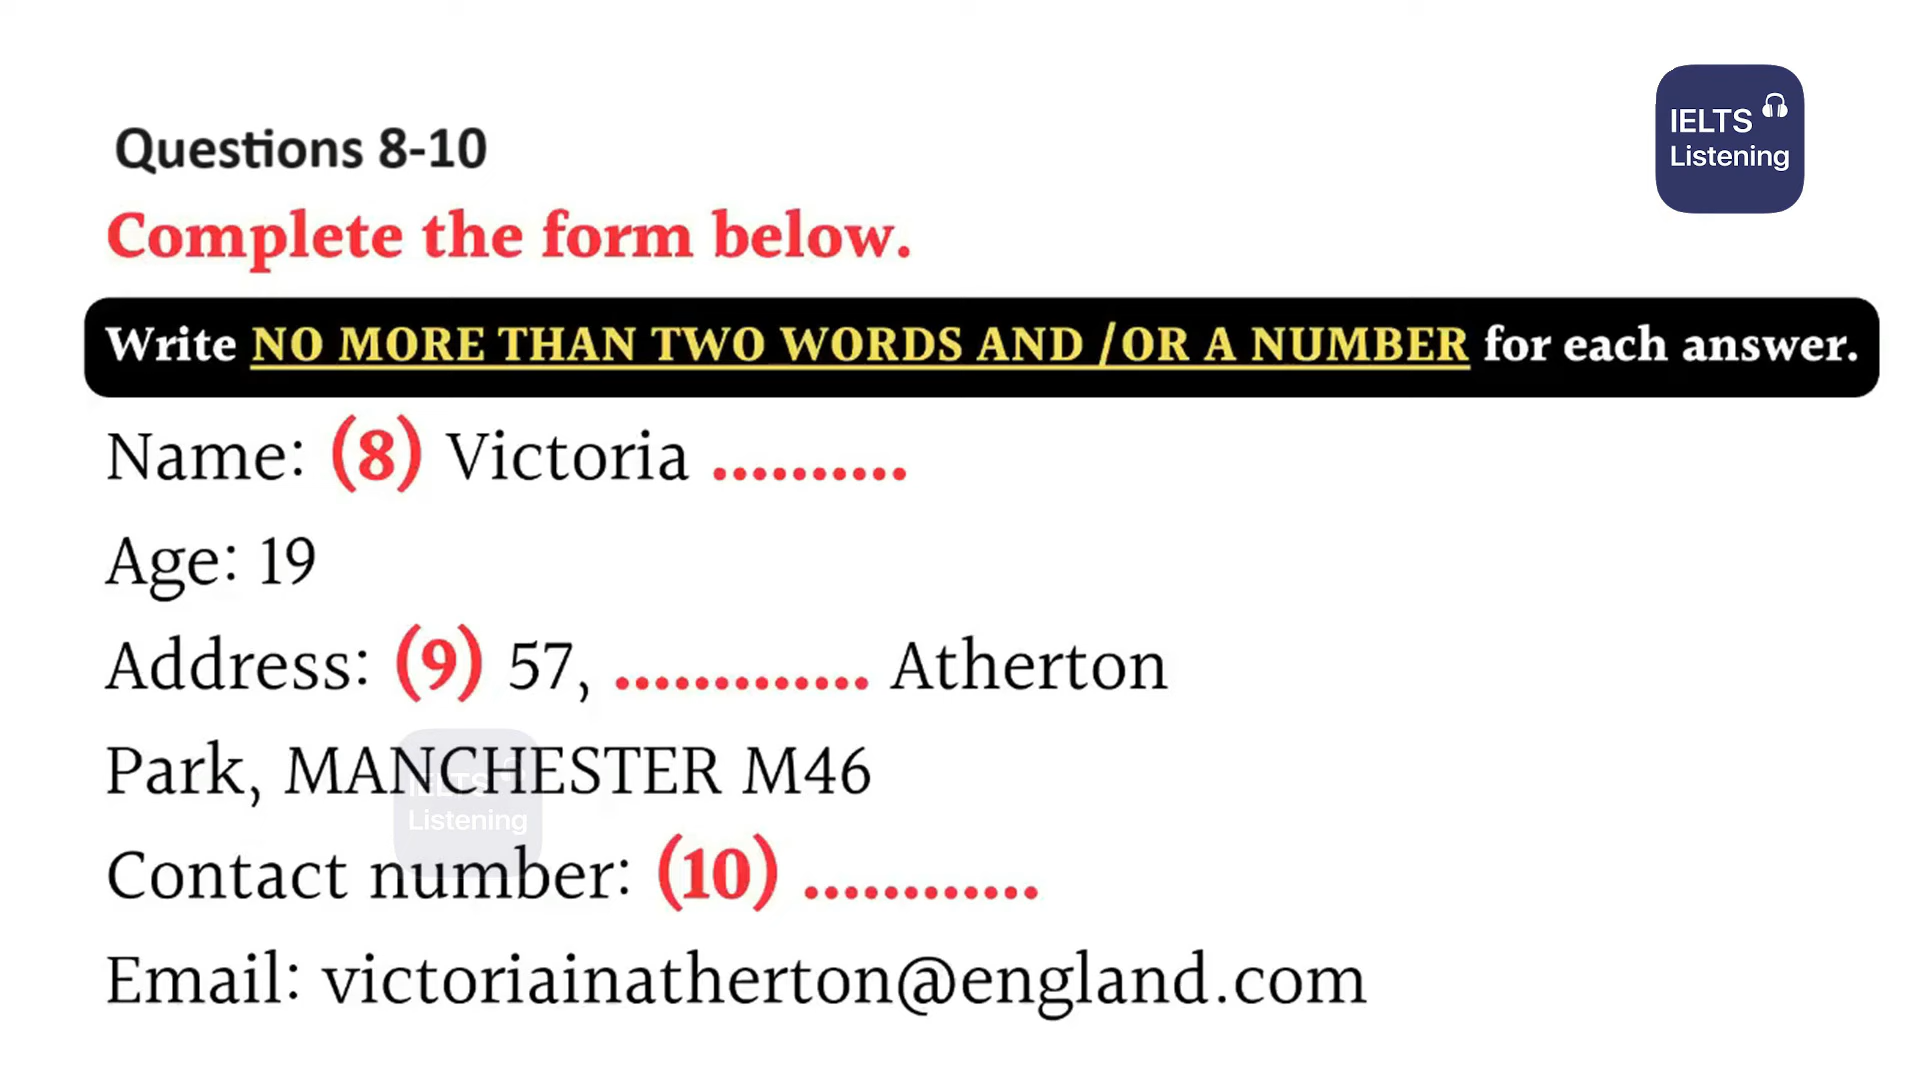 IELTS
Listening
Questions 8-10
Complete the form below.
Write NO MORE THAN TWO WORDS AND /OR A NUMBER for each answer.
Name: (8) Victoria ..........
Age: 19
Address: (9) 57, ............. Atherton
Park, MANCHESTER M46
IELTS
Listening
Contact number: (10) ............
Email: victoriainatherton@england.com